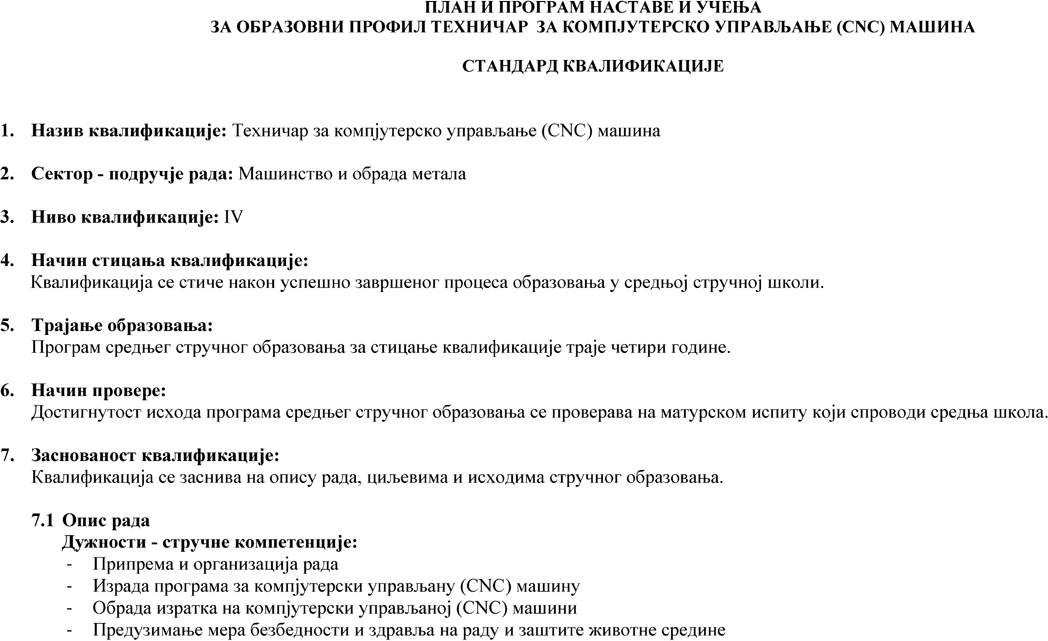 ПЛАН И ПРОГРАМ НАСТАВЕ И УЧЕЊА
ЗА ОБРАЗОВНИ ПРОФИЛ ТЕХНИЧАР ЗА КОМПЈУТЕРСКО УПРАВЉАЊЕ (CNC) МАШИНА
СТАНДАРД КВАЛИФИКАЦИЈЕ
1. Назив квалификације: Техничар за компјутерско управљање (CNC) машина
2. Сектор - подручје рада: Машинство и обрада метала
3. Ниво квалификације: IV
4. Начин стицања квалификације:
Квалификација се стиче након успешно завршеног процеса образовања у средњој стручној школи.
5. Трајање образовања:
Програм средњег стручног образовања за стицање квалификације траје четири године.
6. Начин провере:
Достигнутост исхода програма средњег стручног образовања се проверава на матурском испиту који спроводи средња школа.
7. Заснованост квалификације:
Квалификација се заснива на опису рада, циљевима и исходима стручног образовања.
7.1 Опис рада
Дужности - стручне компетенције:
- Припрема и организација рада
- Израда програма за компјутерски управљану (CNC) машину
- Обрада изратка на компјутерски управљаној (CNC) машини
- Предузимање мера безбедности и здравља на раду и заштите животне средине